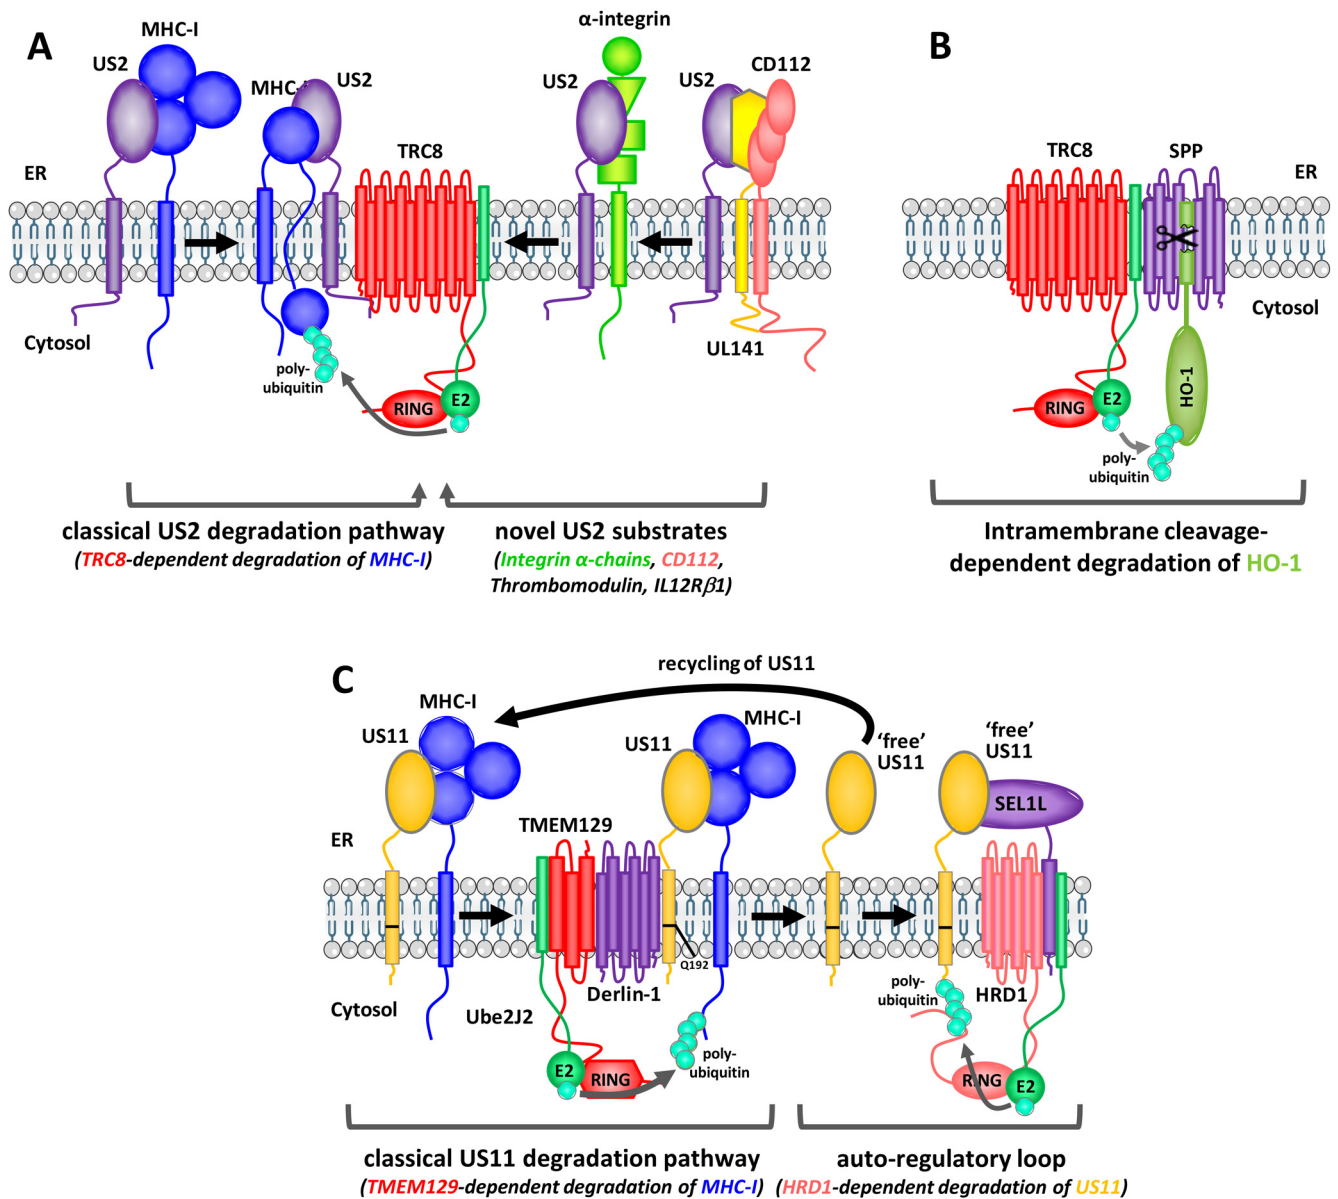 A
MHC-I
US2
MHC-I
US2
TRC8
ER
Cytosol
poly-
ubiquitin
RING
E2
α-integrin
US2
US2
CD112
UL141
classical US2 degradation pathway
(TRC8-dependent degradation of MHC-I)
novel US2 substrates
(Integrin α-chains, CD112,
Thrombomodulin, IL12Rβ1)
B
TRC8
SPP
ER
Cytosol
HO-1
RING
E2
poly-
ubiquitin
Intramembrane cleavage-
dependent degradation of HO-1
C
recycling of US11
MHC-I
US11
ER
Cytosol
TMEM129
US11
MHC-I
Q192
Derlin-1
Ube2J2
E2
RING
poly-
ubiquitin
‘free’
US11
‘free’
US11
SEL1L
poly-
ubiquitin
HRD1
RING
E2
classical US11 degradation pathway
(TMEM129-dependent degradation of MHC-I)
auto-regulatory loop
(HRD1-dependent degradation of US11)